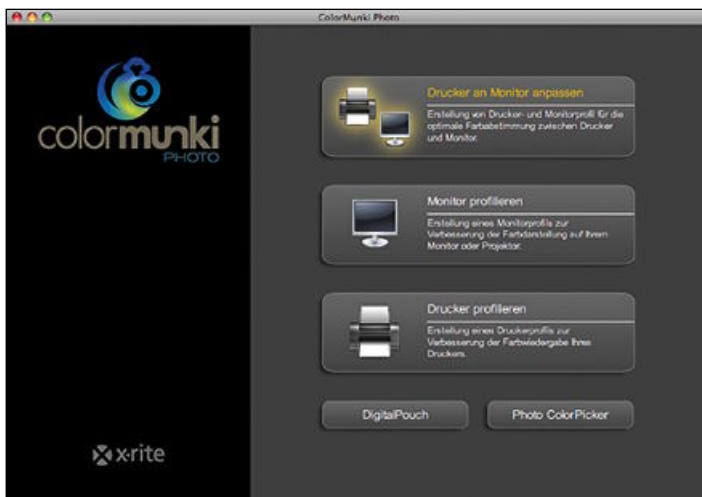 ColorMunki Photo
colormunki
PHOTO
Drucker an Monitor anpassen
Erstellung von Drucker- und Monitorprofil für die
optimale Farbabstimmung zwischen Drucker
und Monitor.
Monitor profilieren
Erstellung eines Monitorprofils zur
Verbesserung der Farbdarstellung auf Ihrem
Monitor oder Projektor.
Drucker profilieren
Erstellung eines Druckerprofils zur
Verbesserung der Farbwiedergabe Ihres
Druckers.
DigitalPouch
Photo ColorPicker
x·rite